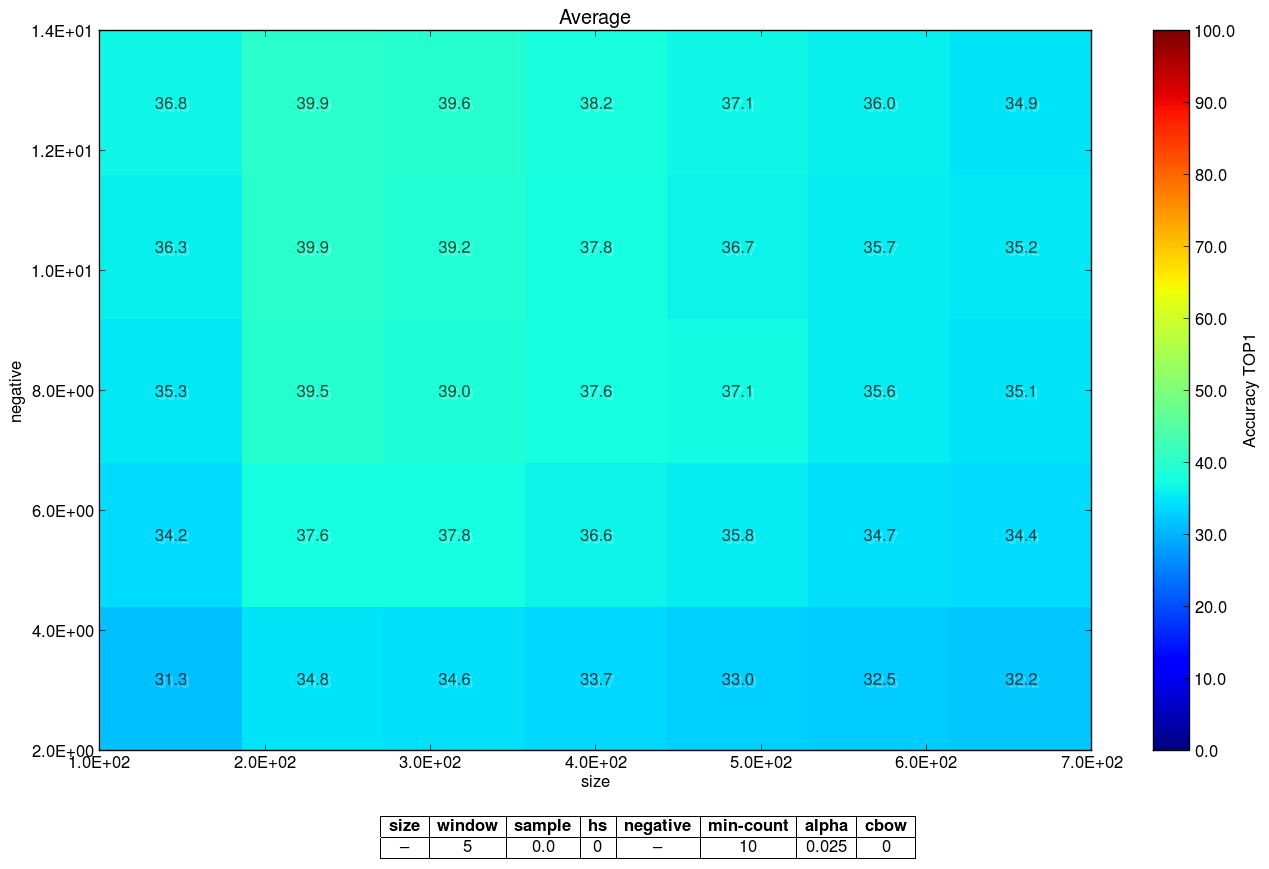 Average
1.4E+01
100.0
36.8 39.9 39.6 38.2 37.1 36.0 34.9
90.0
1.2E+01
80.0
36.3 39.9 39.2 37.8 36.7 35.7 35.2
70.0
1.0E+01
60.0
negative
8.0E+00
35.3 39.5 39.0 37.6 37.1 35.6 35.1
50.0
Accuracy TOP1
40.0
6.0E+00
34.2 37.6 37.8 36.6 35.8 34.7 34.4
30.0
20.0
4.0E+00
31.3 34.8 34.6 33.7 33.0 32.5 32.2
10.0
2.0E+00
0.0
1.0E+02 2.0E+02 3.0E+02 4.0E+02 5.0E+02 6.0E+02 7.0E+02
size
size window sample hs negative min-count alpha cbow
– 5 0.0 0 – 10 0.025 0